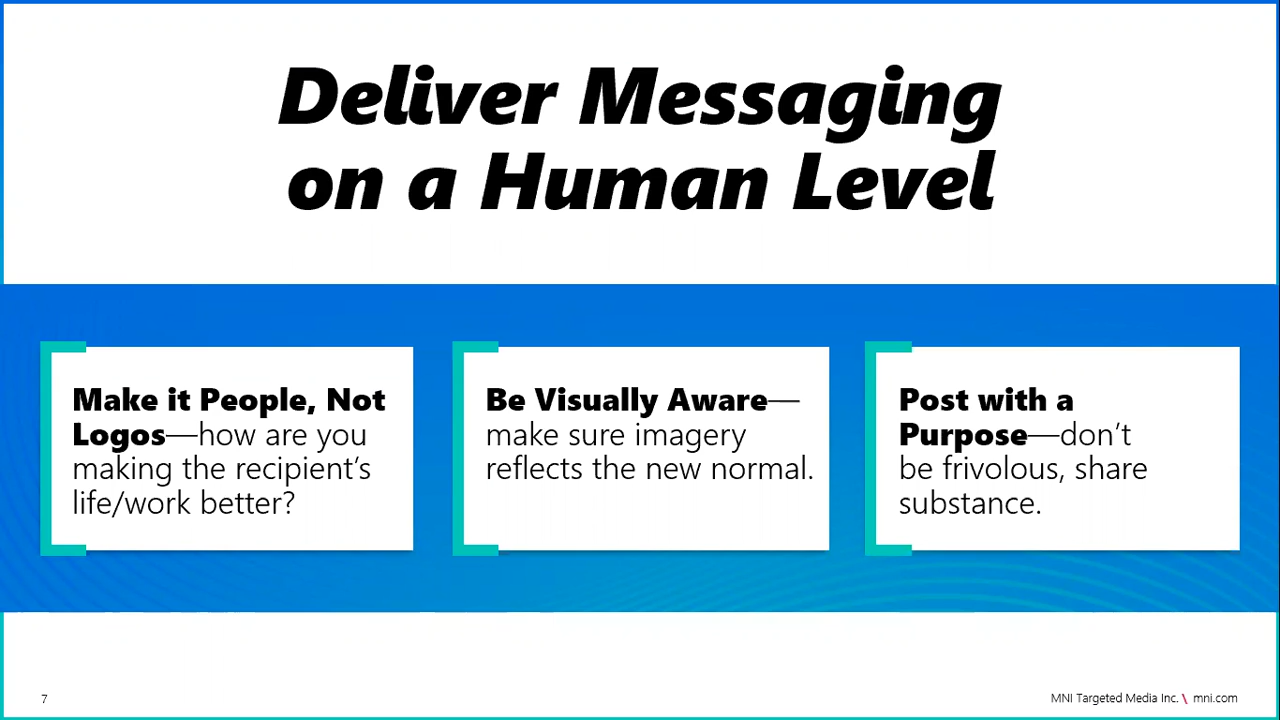 Deliver Messaging
on a Human Level
Make it People, Not
Logos—how are you
making the recipient’s
life/work better?
Be Visually Aware—
make sure imagery
reflects the new normal.
Post with a
Purpose—don’t
be frivolous, share
substance.
7
MNI Targeted Media Inc. \ mni.com